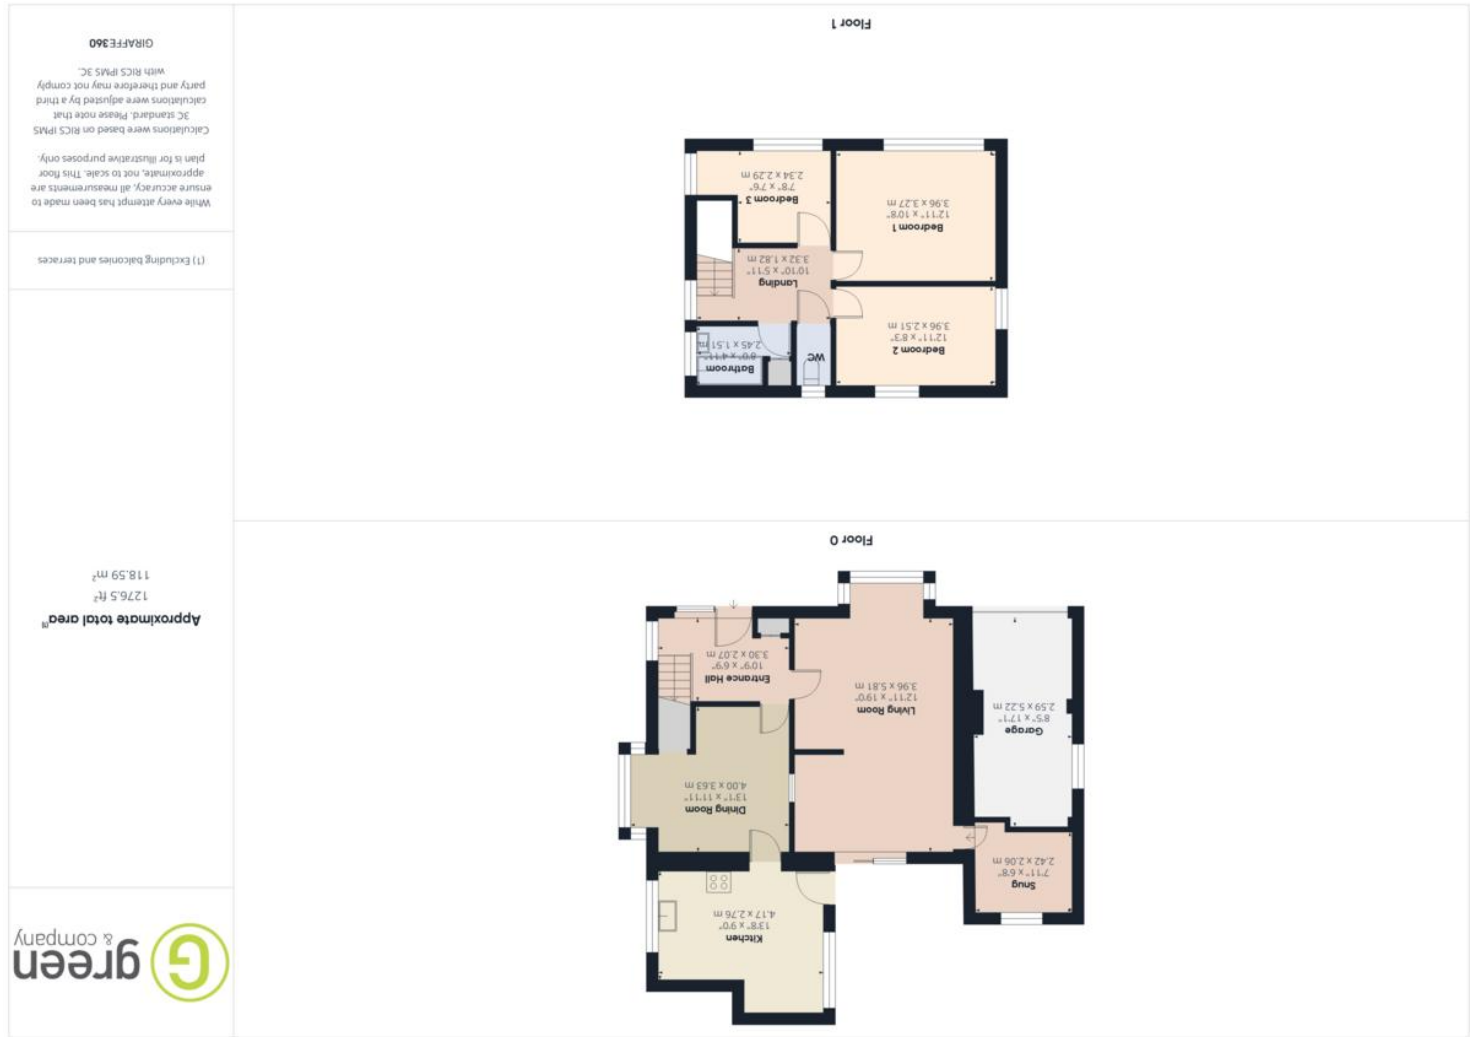 Kitchen
13'8" x 9'0"
4.17 x 2.76 m
Snug
7'11" x 6'8"
2.42 x 2.06 m
Dining Room
13'1" x 11'11"
4.00 x 3.63 m
Garage
8'5" x 17'1"
2.59 x 5.22 m
Living Room
12'11" x 19'0"
3.96 x 5.81 m
Entrance Hall
10'9" x 6'9"
3.30 x 2.07 m
Floor 0
Bedroom 2
12'11" x 8'3"
3.96 x 2.51 m
WC
Bathroom
8'0" x 4'11"
2.45 x 1.51 m
Landing
10'10" x 5'11"
3.32 x 1.82 m
Bedroom 1
12'11" x 10'8"
3.96 x 3.27 m
Bedroom 3
7'8" x 7'6"
2.34 x 2.29 m
Floor 1
G green
& company
Approximate total area(1)
1276.5 ft²
118.59 m²
(1) Excluding balconies and terraces
While every attempt has been made to
ensure accuracy, all measurements are
approximate, not to scale. This floor
plan is for illustrative purposes only.
Calculations were based on RICS IPMS
3C standard. Please note that
calculations were adjusted by a third
party and therefore may not comply
with RICS IPMS 3C.
GIRAFFE360